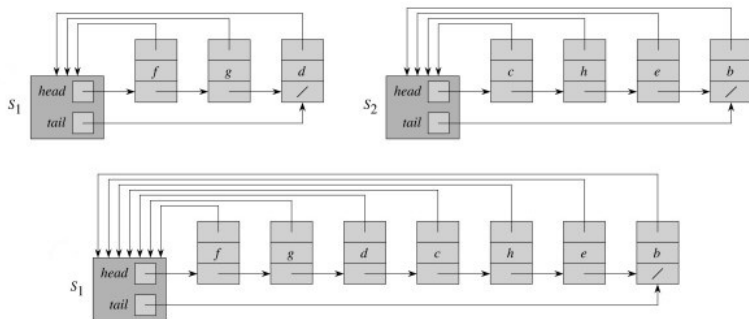 f g d c h e b
head head
S1 S2
tail tail
f g d c h e b
head
S1
tail